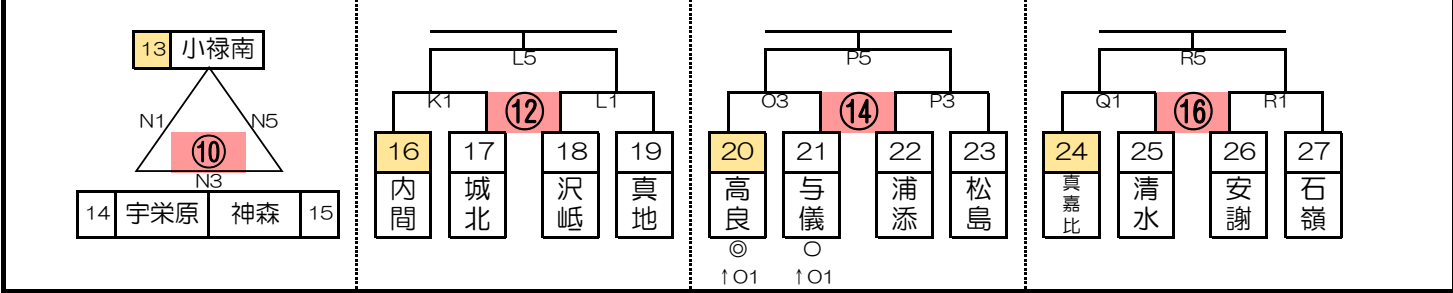 13 小禄南
N1 N5
⑩
N3
14 宇栄原 神森 15
L5
K1 ⑫ L1
16 17 18 19
内間 城北 沢岻 真地
P5
O3 ⑭ P3
20 21 22 23
高良 与儀 浦添 松島
◎ ○
↑O1 ↑O1
R5
Q1 ⑯ R1
24 25 26 27
真嘉比 清水 安謝 石嶺